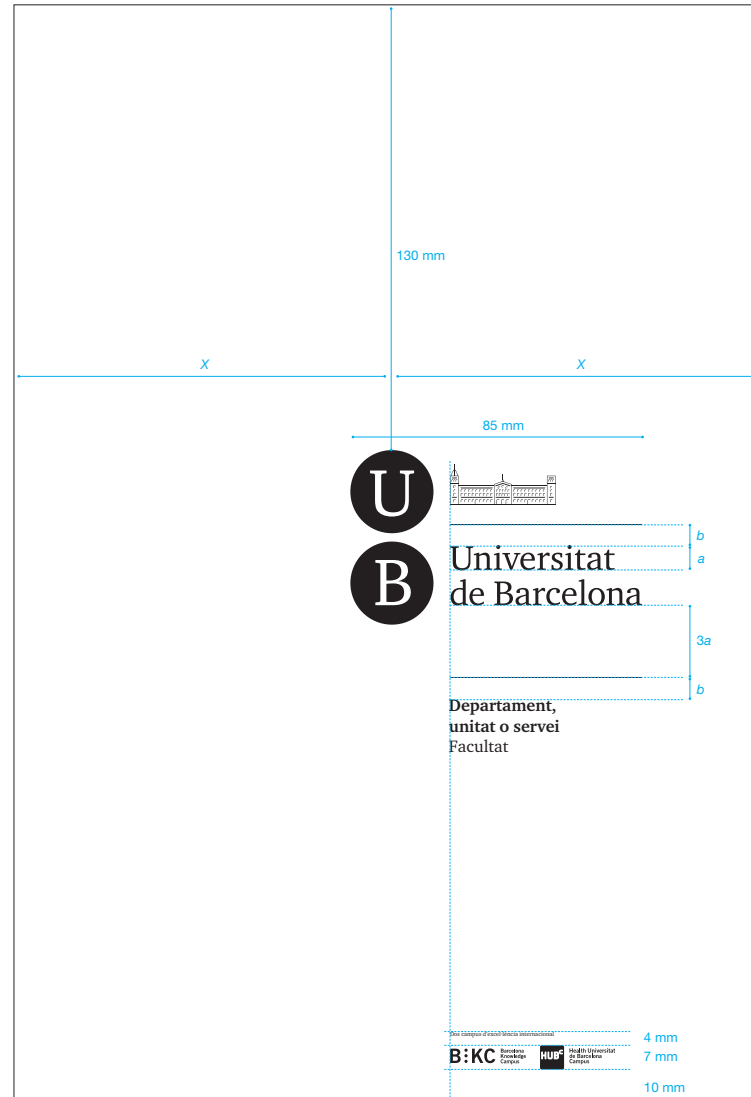 130 mm
X
X
85 mm
U
B
b
Universitat
a
de Barcelona
3a
b
Departament,
unitat o servei
Facultat
Dos campus d'excel·lència internacional
4 mm
B:KC
Barcelona
Knowledge
Campus
HUBc
Health Universitat
de Barcelona
Campus
7 mm
10 mm